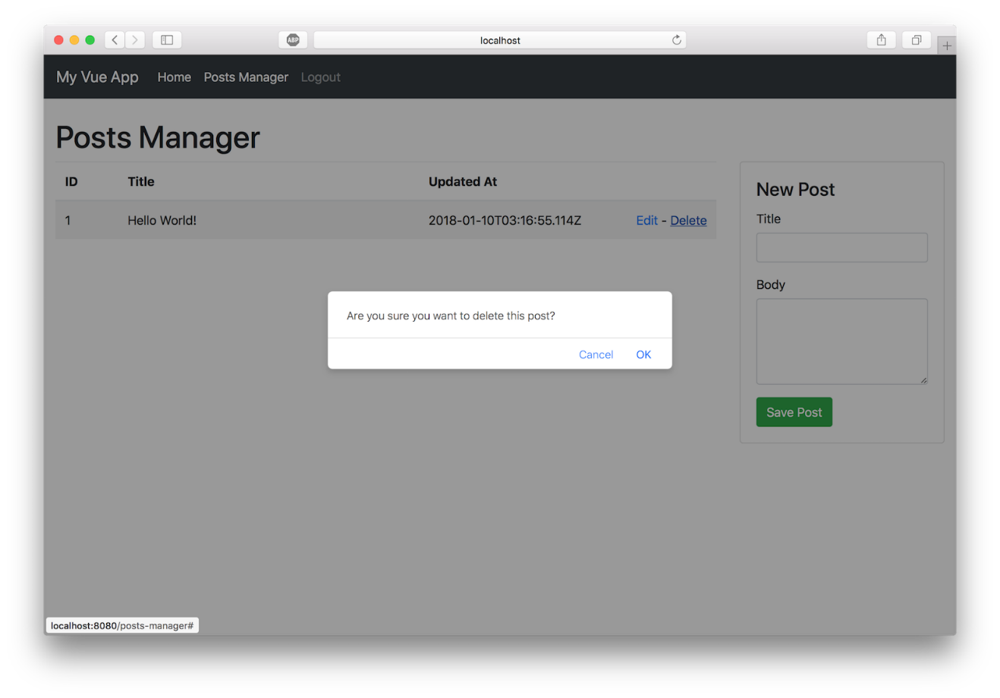 ABP
localhost
My Vue App Home Posts Manager Logout
Posts Manager
ID Title Updated At
1 Hello World! 2018-01-10T03:16:55.114Z Edit - Delete
New Post
Title
Body
Save Post
Are you sure you want to delete this post?
Cancel OK
localhost:8080/posts-manager#